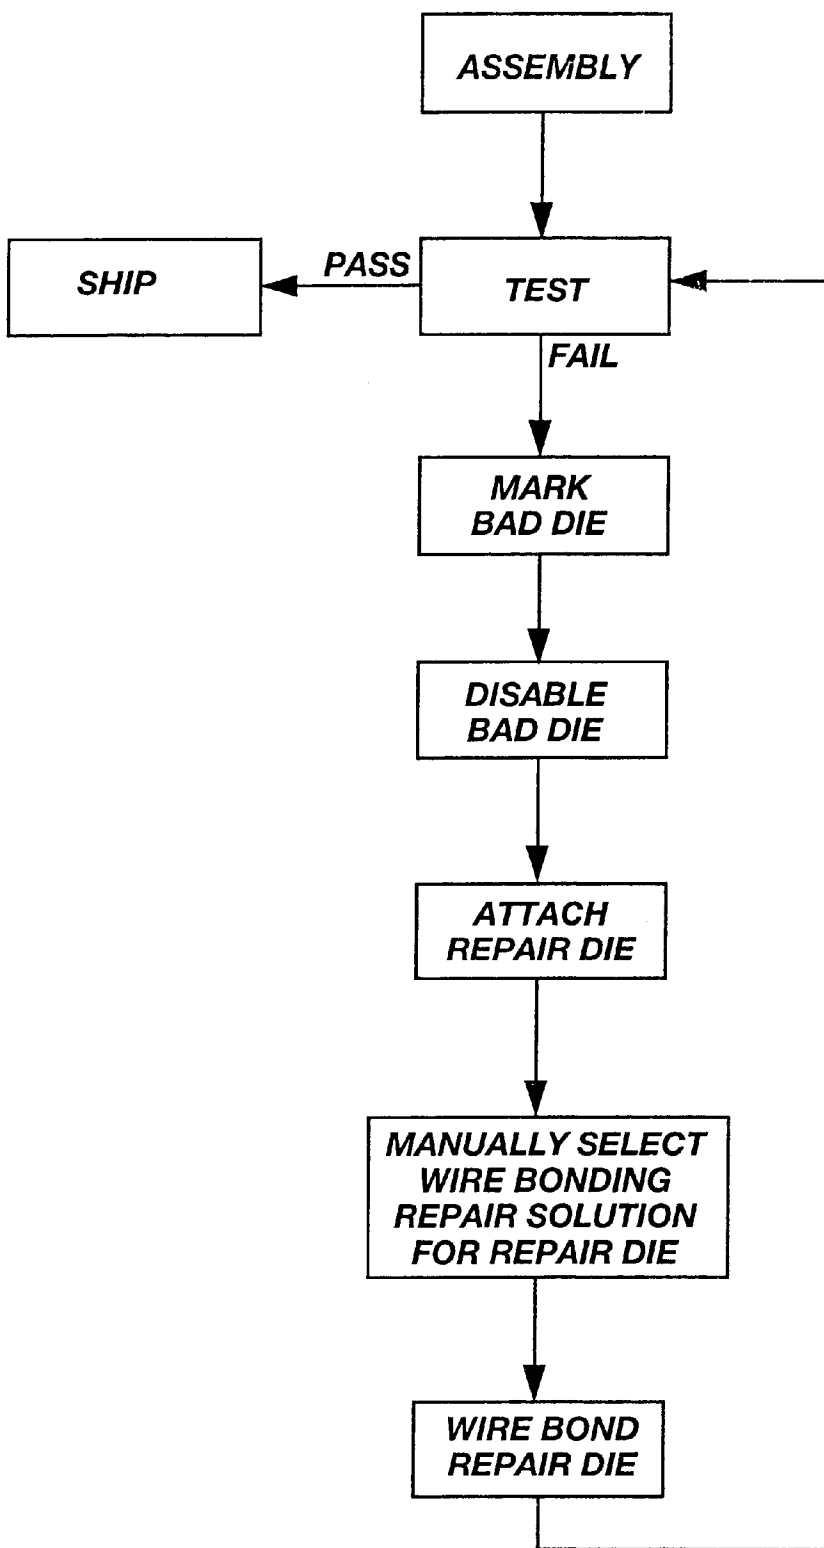 ASSEMBLY
PASS
SHIP
TEST
FAIL
MARK
BAD DIE
DISABLE
BAD DIE
ATTACH
REPAIR DIE
MANUALLY SELECT
WIRE BONDING
REPAIR SOLUTION
FOR REPAIR DIE
WIRE BOND
REPAIR DIE